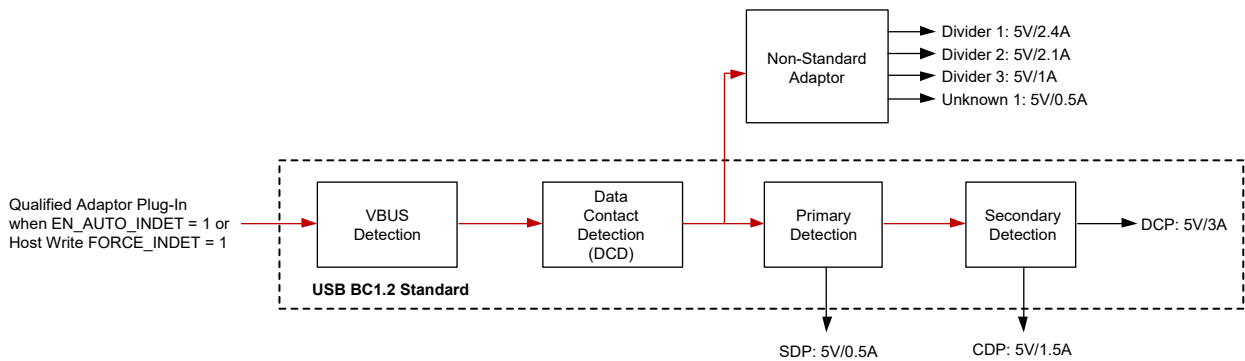 Non-Standard
Adaptor
Divider 1: 5V/2.4A
Divider 2: 5V/2.1A
Divider 3: 5V/1A
Unknown 1: 5V/0.5A
Qualified Adaptor Plug-In
when EN_AUTO_INDET = 1 or
Host Write FORCE_INDET = 1
VBUS
Detection
Data
Contact
Detection
(DCD)
Primary
Detection
Secondary
Detection
DCP: 5V/3A
USB BC1.2 Standard
SDP: 5V/0.5A
CDP: 5V/1.5A